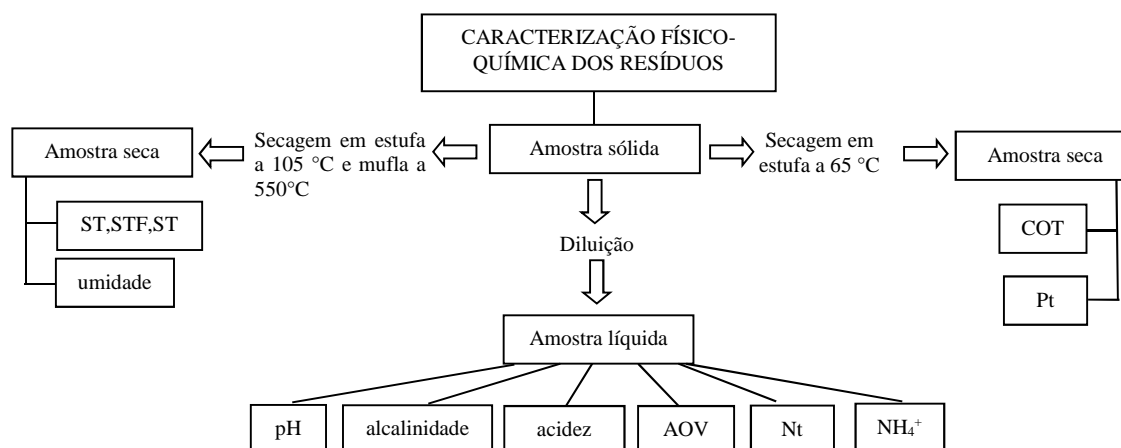 CARACTERIZAÇÃO FÍSICO-
QUÍMICA DOS RESÍDUOS
Amostra seca
Secagem em estufa
a 105 °C e mufla a
550°C
Amostra sólida
Secagem em
estufa a 65 °C
Amostra seca
ST,STF,ST
umidade
Diluição
COT
Pt
Amostra líquida
pH
alcalinidade
acidez
AOV
Nt
NH₄⁺